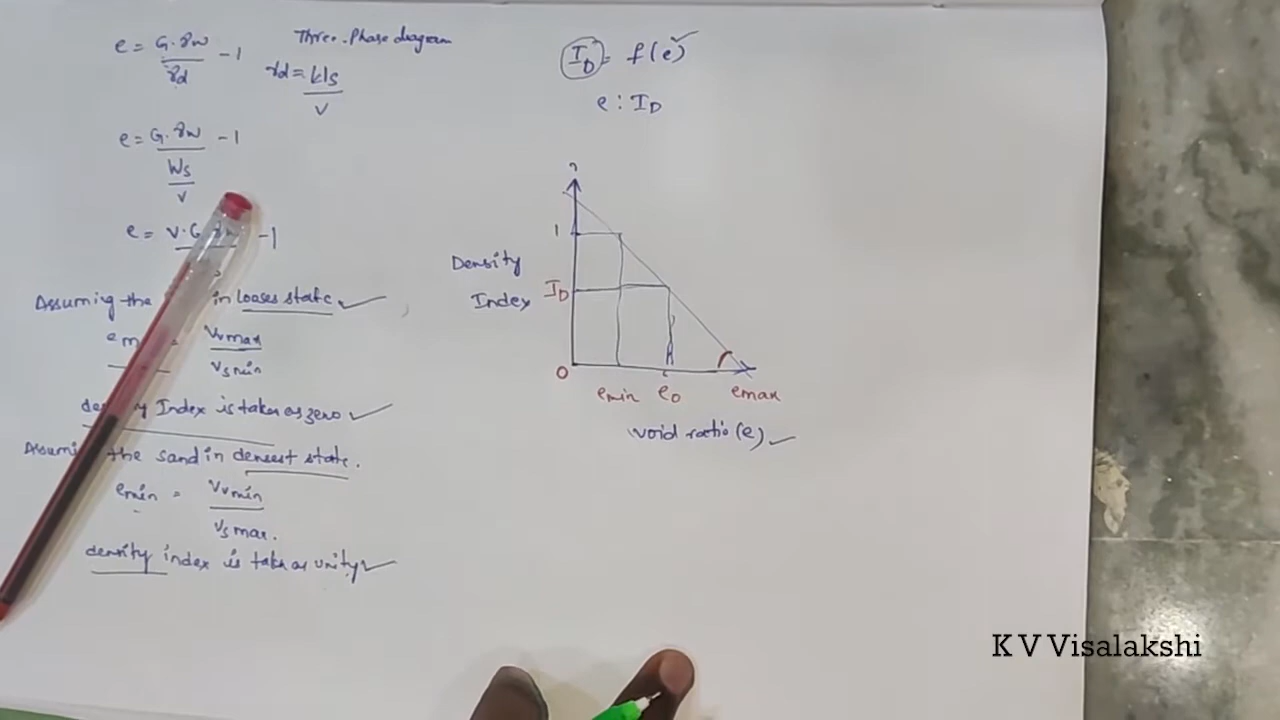 e = G.γw/γd -1
Three-Phase diagram
γd = Ws/V
e = G.γw/(Ws/V) -1
e = V.G -1
Assuming the in looses state
Vvmax/Vsmin
Index is taken as zero
the sand in densest state.
emin = Vvmin/Vsmax.
density index is taken as unity
ID = f(e)
e : ID
1
Density
Index
ID
0
emin e0 emax
Void ratio (e)
K V Visalakshi